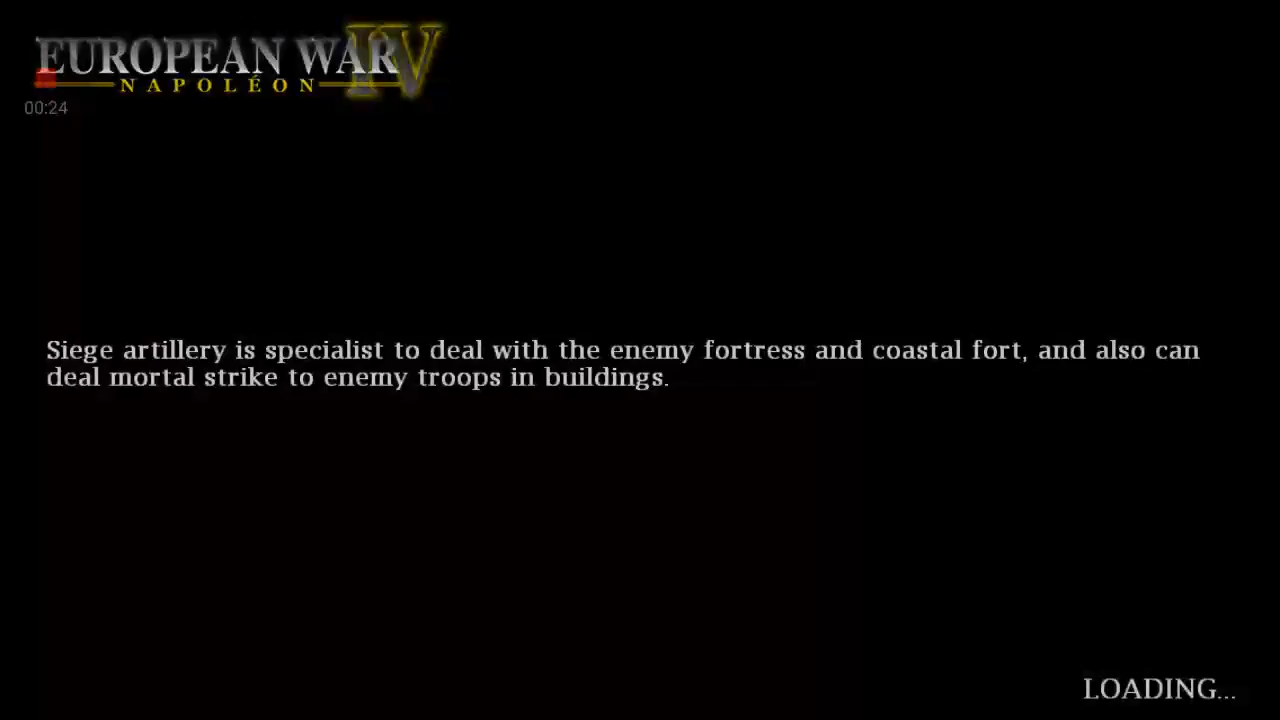 EUROPEAN WAR IV
NAPOLÉON
00:24
Siege artillery is specialist to deal with the enemy fortress and coastal fort, and also can
deal mortal strike to enemy troops in buildings.
LOADING...